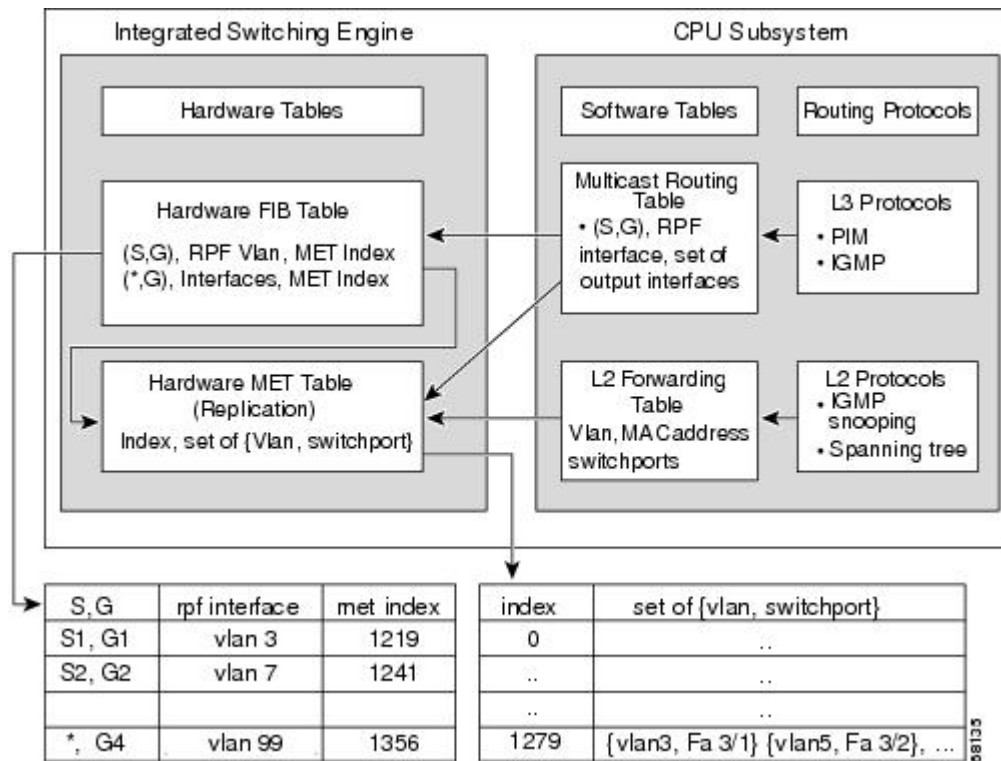 Integrated Switching Engine
CPU Subsystem
Hardware Tables
Software Tables
Routing Protocols
Hardware FIB Table
(S,G), RPF Vlan, MET Index
(*,G), Interfaces, MET Index
Multicast Routing
Table
• (S,G), RPF
interface, set of
output interfaces
L3 Protocols
• PIM
• IGMP
Hardware MET Table
(Replication)
Index, set of {Vlan, switchport}
L2 Forwarding
Table
Vlan, MAC address
switchports
L2 Protocols
• IGMP
snooping
• Spanning tree
S,G rpf interface met index
S1, G1 vlan 3 1219
S2, G2 vlan 7 1241
*, G4 vlan 99 1356
index set of {vlan, switchport}
0 ..
.. ..
.. ..
1279 {vlan3, Fa 3/1} {vlan5, Fa 3/2}, ...
68135